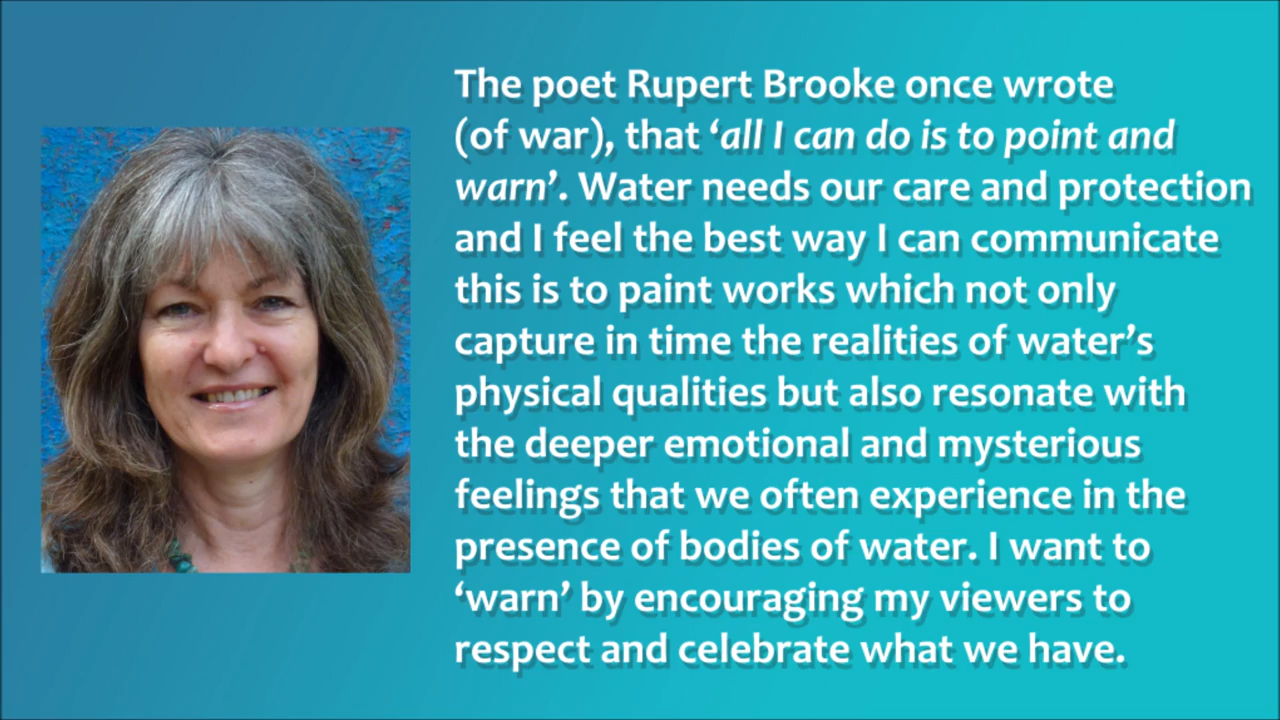 The poet Rupert Brooke once wrote
(of war), that ‘all I can do is to point and
warn’. Water needs our care and protection
and I feel the best way I can communicate
this is to paint works which not only
capture in time the realities of water’s
physical qualities but also resonate with
the deeper emotional and mysterious
feelings that we often experience in the
presence of bodies of water. I want to
‘warn’ by encouraging my viewers to
respect and celebrate what we have.